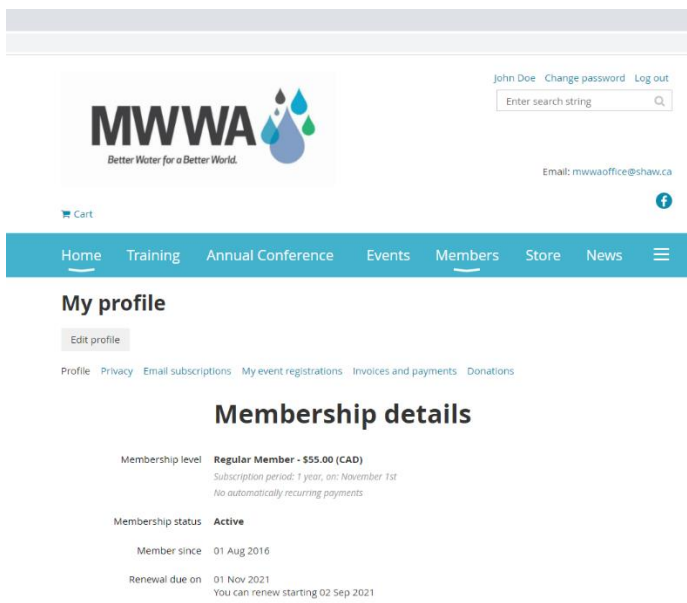 John Doe Change password Log out
Enter search string
MWWA
Better Water for a Better World.
Email: mwwaoffice@shaw.ca
Cart
Home Training Annual Conference Events Members Store News
My profile
Edit profile
Profile Privacy Email subscriptions My event registrations Invoices and payments Donations
Membership details
Membership level Regular Member - $55.00 (CAD)
Subscription period: 1 year, on: November 1st
No automatically recurring payments
Membership status Active
Member since 01 Aug 2016
Renewal due on 01 Nov 2021
You can renew starting 02 Sep 2021